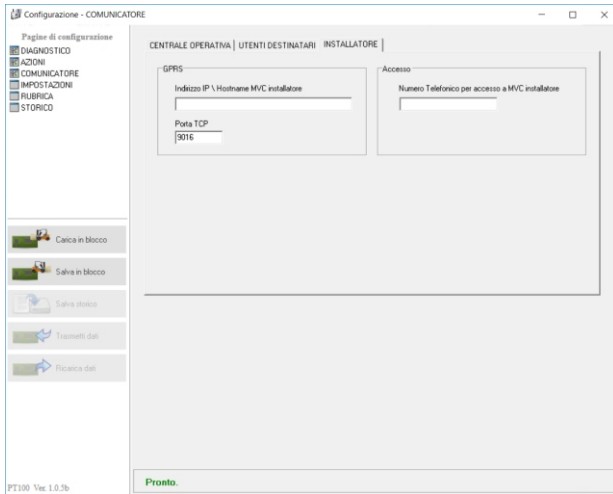 Configurazione - COMUNICATORE
Pagine di configurazione
DIAGNOSTICO
AZIONI
COMUNICATORE
IMPOSTAZIONI
RUBRICA
STORICO
CENTRALE OPERATIVA UTENTI DESTINATARI INSTALLATORE
GPRS
Indirizzo IP \ Hostname MVC installatore
Porta TCP
9016
Accesso
Numero Telefonico per accesso a MVC installatore
Carica in blocco
Salva in blocco
Salva storico
Trasmetti dati
Ricarica dati
PT100 Ver. 1.0.5b
Pronto.